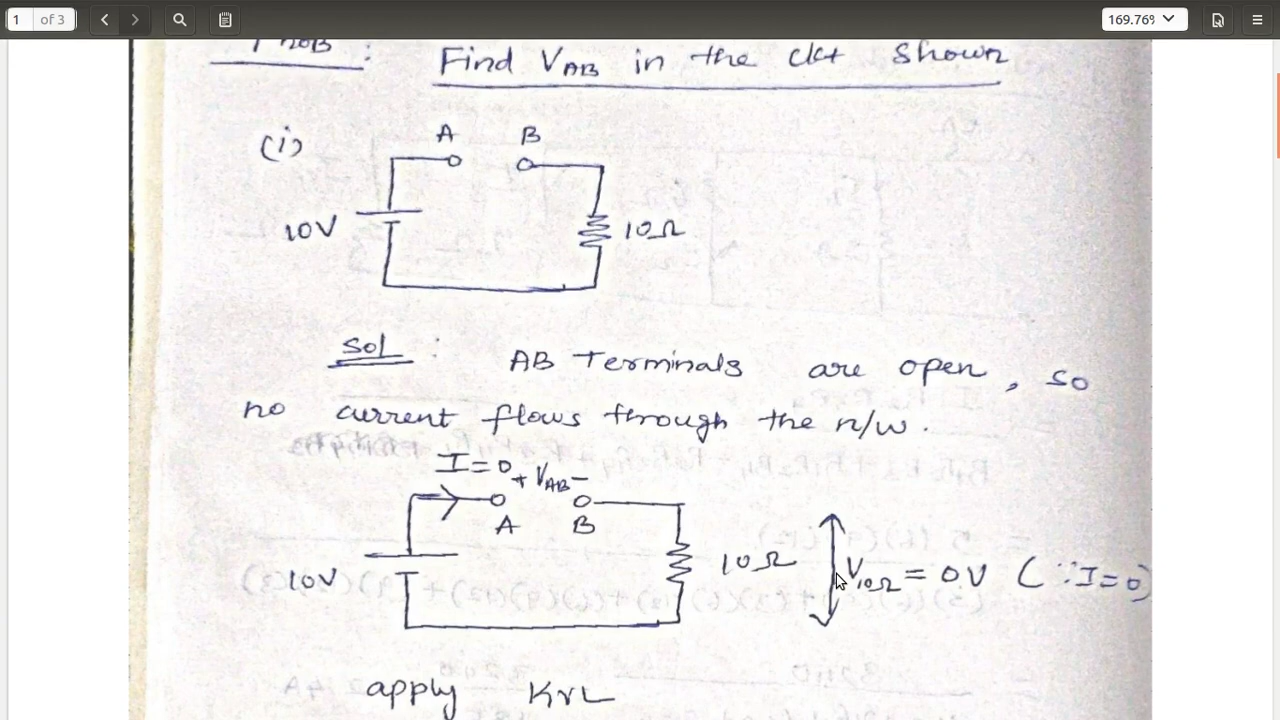 1 of 3
169.76%
Prob :
Find VAB in the ckt shown
(i)
A B
10V
10Ω
Sol :
AB Terminals are open, so
no current flows through the n/w.
I=0
+ VAB -
A B
10V
10Ω
V10Ω = 0V (∵I=0)
apply KVL